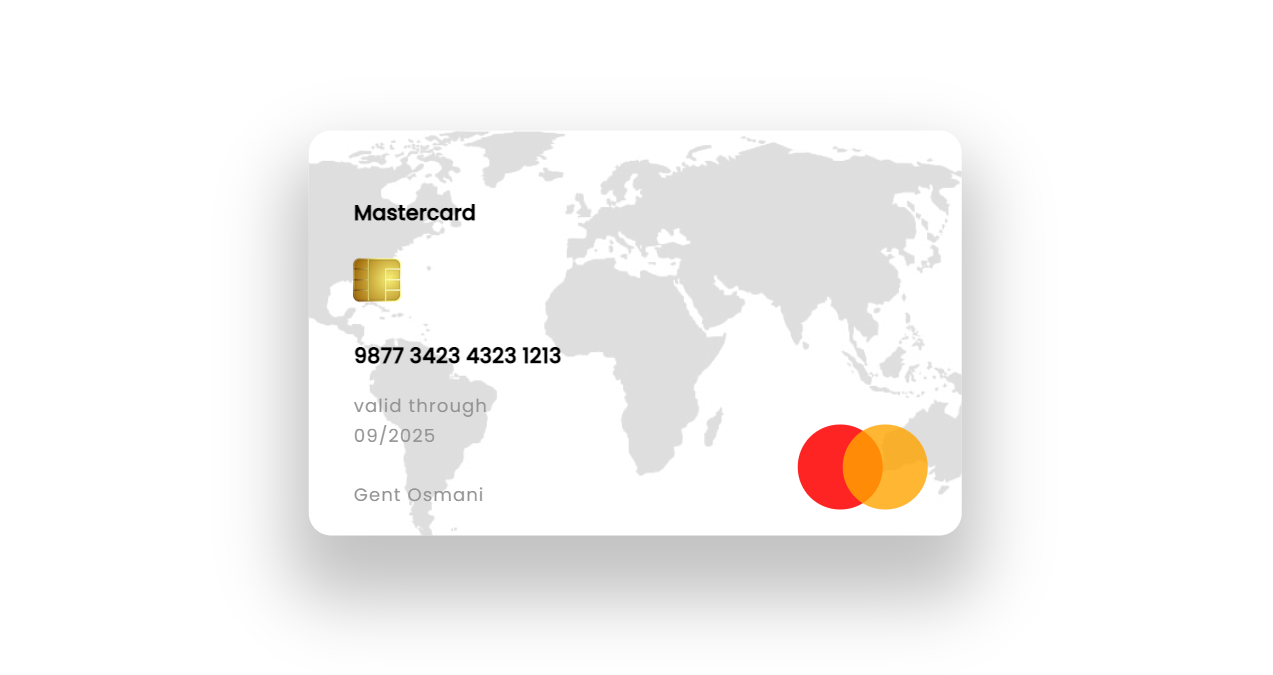 Mastercard
9877 3423 4323 1213
valid through
09/2025
Gent Osmani